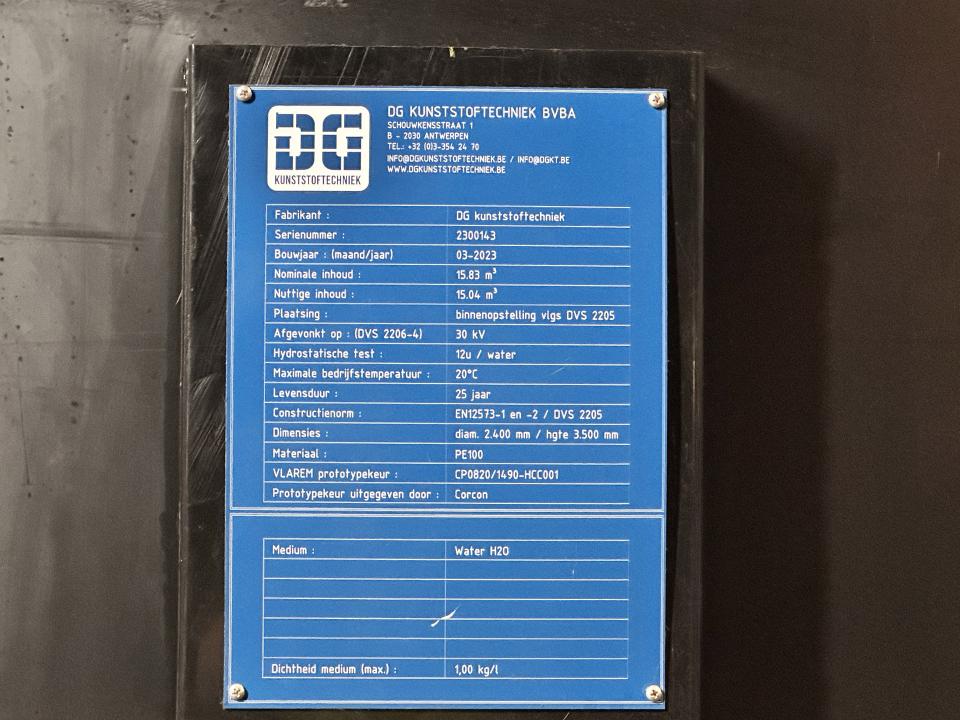 DG
KUNSTSTOFTECHNIEK
DG KUNSTSTOFTECHNIEK BVBA
SCHOUWKENSSTRAAT 1
B - 2030 ANTWERPEN
TEL.: +32 (0)3-354 24 70
INFO@DGKUNSTSTOFTECHNIEK.BE / INFO@DGKT.BE
WWW.DGKUNSTSTOFTECHNIEK.BE
Fabrikant : DG kunststoftechniek
Serienummer : 2300143
Bouwjaar : (maand/jaar) 03-2023
Nominale inhoud : 15.83 m³
Nuttige inhoud : 15.04 m³
Plaatsing : binnenopstelling vlgs DVS 2205
Afgevonkt op : (DVS 2206-4) 30 kV
Hydrostatische test : 12u / water
Maximale bedrijfstemperatuur : 20°C
Levensduur : 25 jaar
Constructienorm : EN12573-1 en -2 / DVS 2205
Dimensies : diam. 2.400 mm / hgte 3.500 mm
Materiaal : PE100
VLAREM prototypekeur : CP0820/1490-HCC001
Prototypekeur uitgegeven door : Corcon
Medium : Water H2O
Dichtheid medium (max.) : 1,00 kg/l